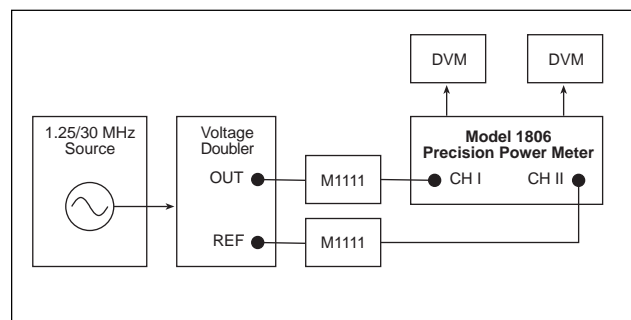 DVM
DVM
1.25/30 MHz
Source
Voltage
Doubler
OUT
REF
M1111
M1111
Model 1806
Precision Power Meter
CH I
CH II